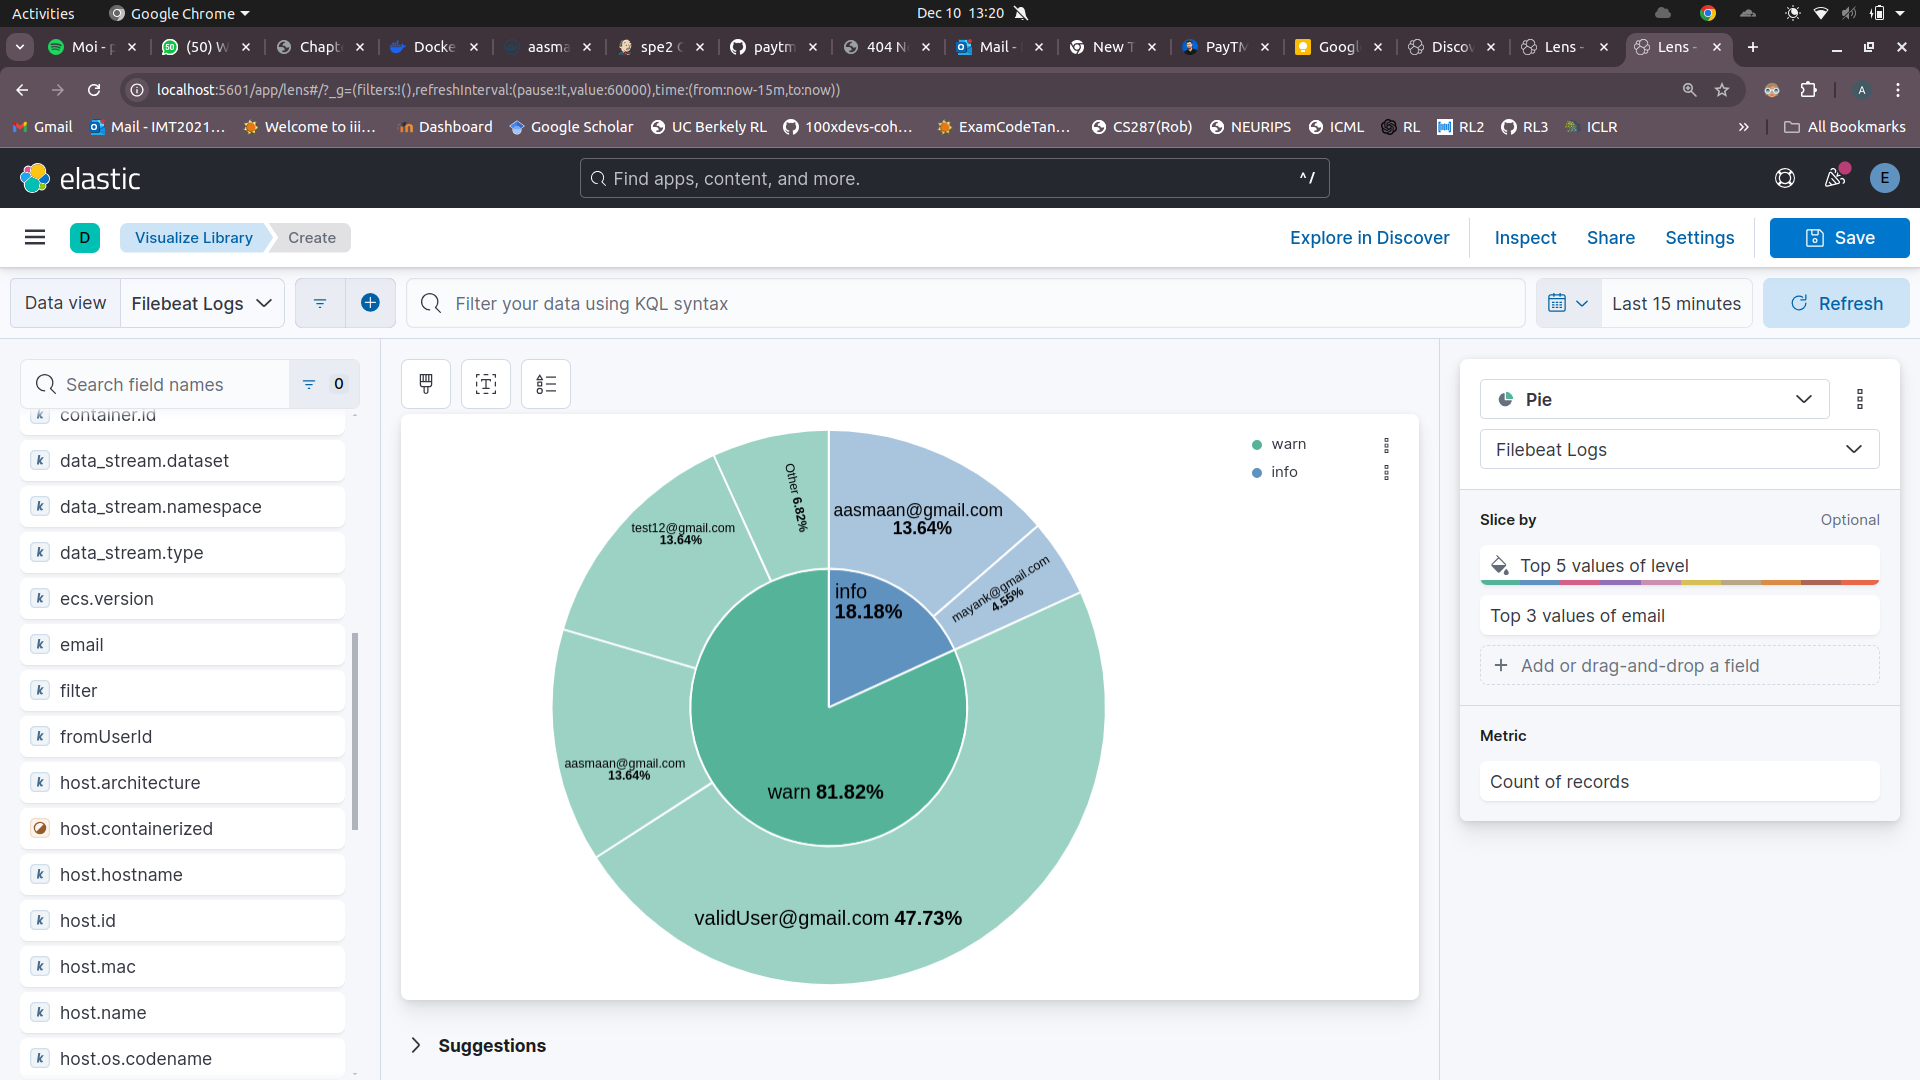 Activities
Google Chrome
Dec 10 13:20
Moi - p
(50) W
Chapt
Docke
aasma
spe2
paytm
404 N
Mail -
New T
PayTM
Googl
Disco
Lens -
Lens -
localhost:5601/app/lens#/?_g=(filters:!(),refreshInterval:(pause:!t,value:60000),time:(from:now-15m,to:now))
A
Gmail
Mail - IMT2021...
Welcome to iii...
Dashboard
Google Scholar
UC Berkely RL
100xdevs-coh...
ExamCodeTan...
CS287(Rob)
NEURIPS
ICML
RL
RL2
RL3
ICLR
»
All Bookmarks
elastic
Find apps, content, and more.
^/
E
D
Visualize Library
Create
Explore in Discover
Inspect
Share
Settings
Save
Data view
Filebeat Logs
Filter your data using KQL syntax
Last 15 minutes
Refresh
Search field names
0
k container.id
k data_stream.dataset
k data_stream.namespace
k data_stream.type
k ecs.version
k email
k filter
k fromUserId
k host.architecture
host.containerized
k host.hostname
k host.id
k host.mac
k host.name
k host.os.codename
warn
info
Other 6.82%
aasmaan@gmail.com
13.64%
test12@gmail.com
13.64%
mayank@gmail.com
4.55%
info
18.18%
aasmaan@gmail.com
13.64%
warn 81.82%
validUser@gmail.com 47.73%
Suggestions
Pie
Filebeat Logs
Slice by
Optional
Top 5 values of level
Top 3 values of email
Add or drag-and-drop a field
Metric
Count of records